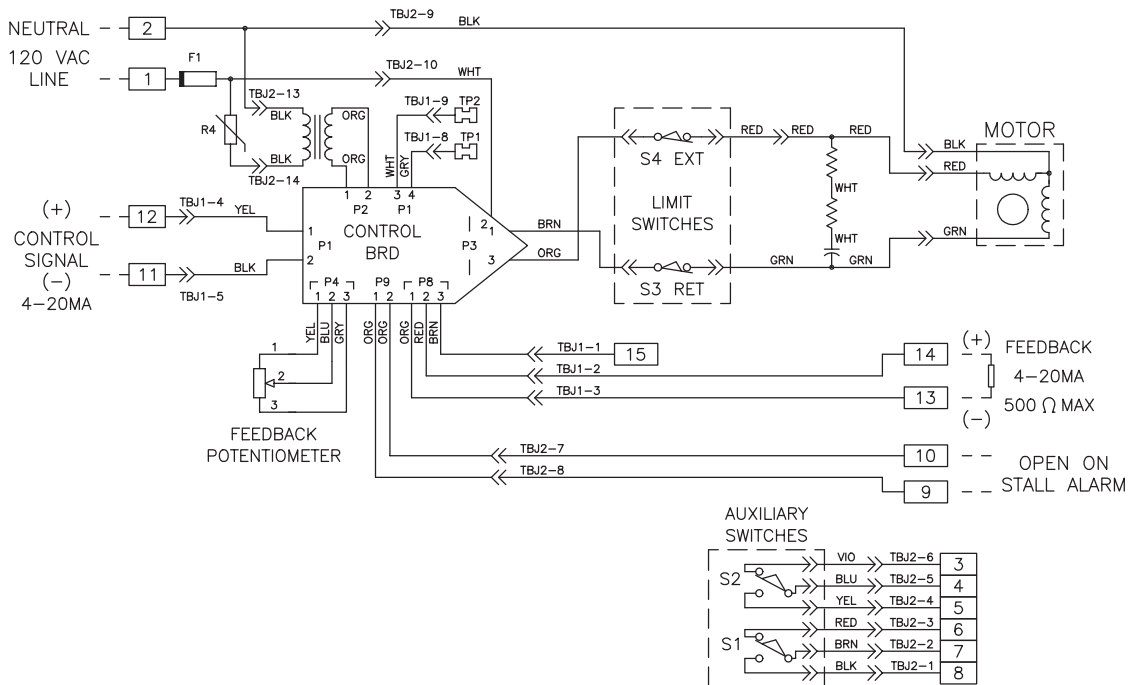 NEUTRAL
2
TBJ2-9
BLK
120 VAC
LINE
1
F1
TBJ2-10
WHT
TBJ2-13
BLK
R4
BLK
TBJ2-14
ORG
ORG
TBJ1-9
TP2
TBJ1-8
TP1
WHT
GRY
1
2
3
4
P2
P1
CONTROL
BRD
1
P1
2
P3
2
1
3
(+)
12
TBJ1-4
YEL
CONTROL
SIGNAL
(-)
11
BLK
4-20MA
TBJ1-5
BRN
ORG
S4 EXT
LIMIT
SWITCHES
S3 RET
RED
RED
RED
WHT
WHT
GRN
GRN
MOTOR
BLK
RED
GRN
P4
P9
P8
1 2 3
1 2
1 2 3
YEL
BLU
GRY
ORG
ORG
ORG
RED
BRN
1
2
3
FEEDBACK
POTENTIOMETER
TBJ1-1
15
TBJ1-2
14
TBJ1-3
13
(+)
FEEDBACK
4-20MA
500 Ω MAX
(-)
TBJ2-7
10
TBJ2-8
9
OPEN ON
STALL ALARM
AUXILIARY
SWITCHES
S2
VIO
TBJ2-6
3
BLU
TBJ2-5
4
YEL
TBJ2-4
5
S1
RED
TBJ2-3
6
BRN
TBJ2-2
7
BLK
TBJ2-1
8